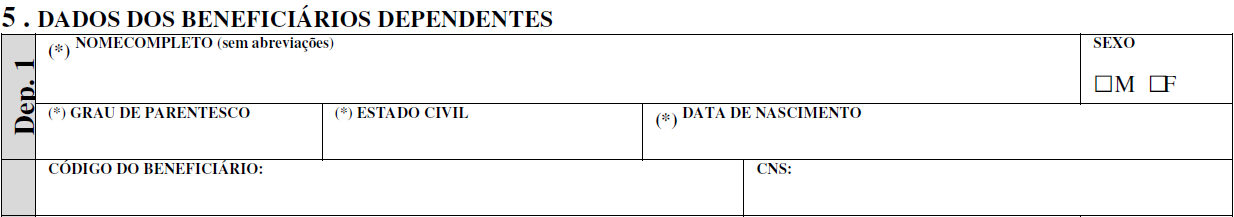 5 . DADOS DOS BENEFICIÁRIOS DEPENDENTES
Dep. 1
(*) NOMECOMPLETO (sem abreviações)
SEXO
☐M ☐F
(*) GRAU DE PARENTESCO
(*) ESTADO CIVIL
(*) DATA DE NASCIMENTO
CÓDIGO DO BENEFICIÁRIO:
CNS: